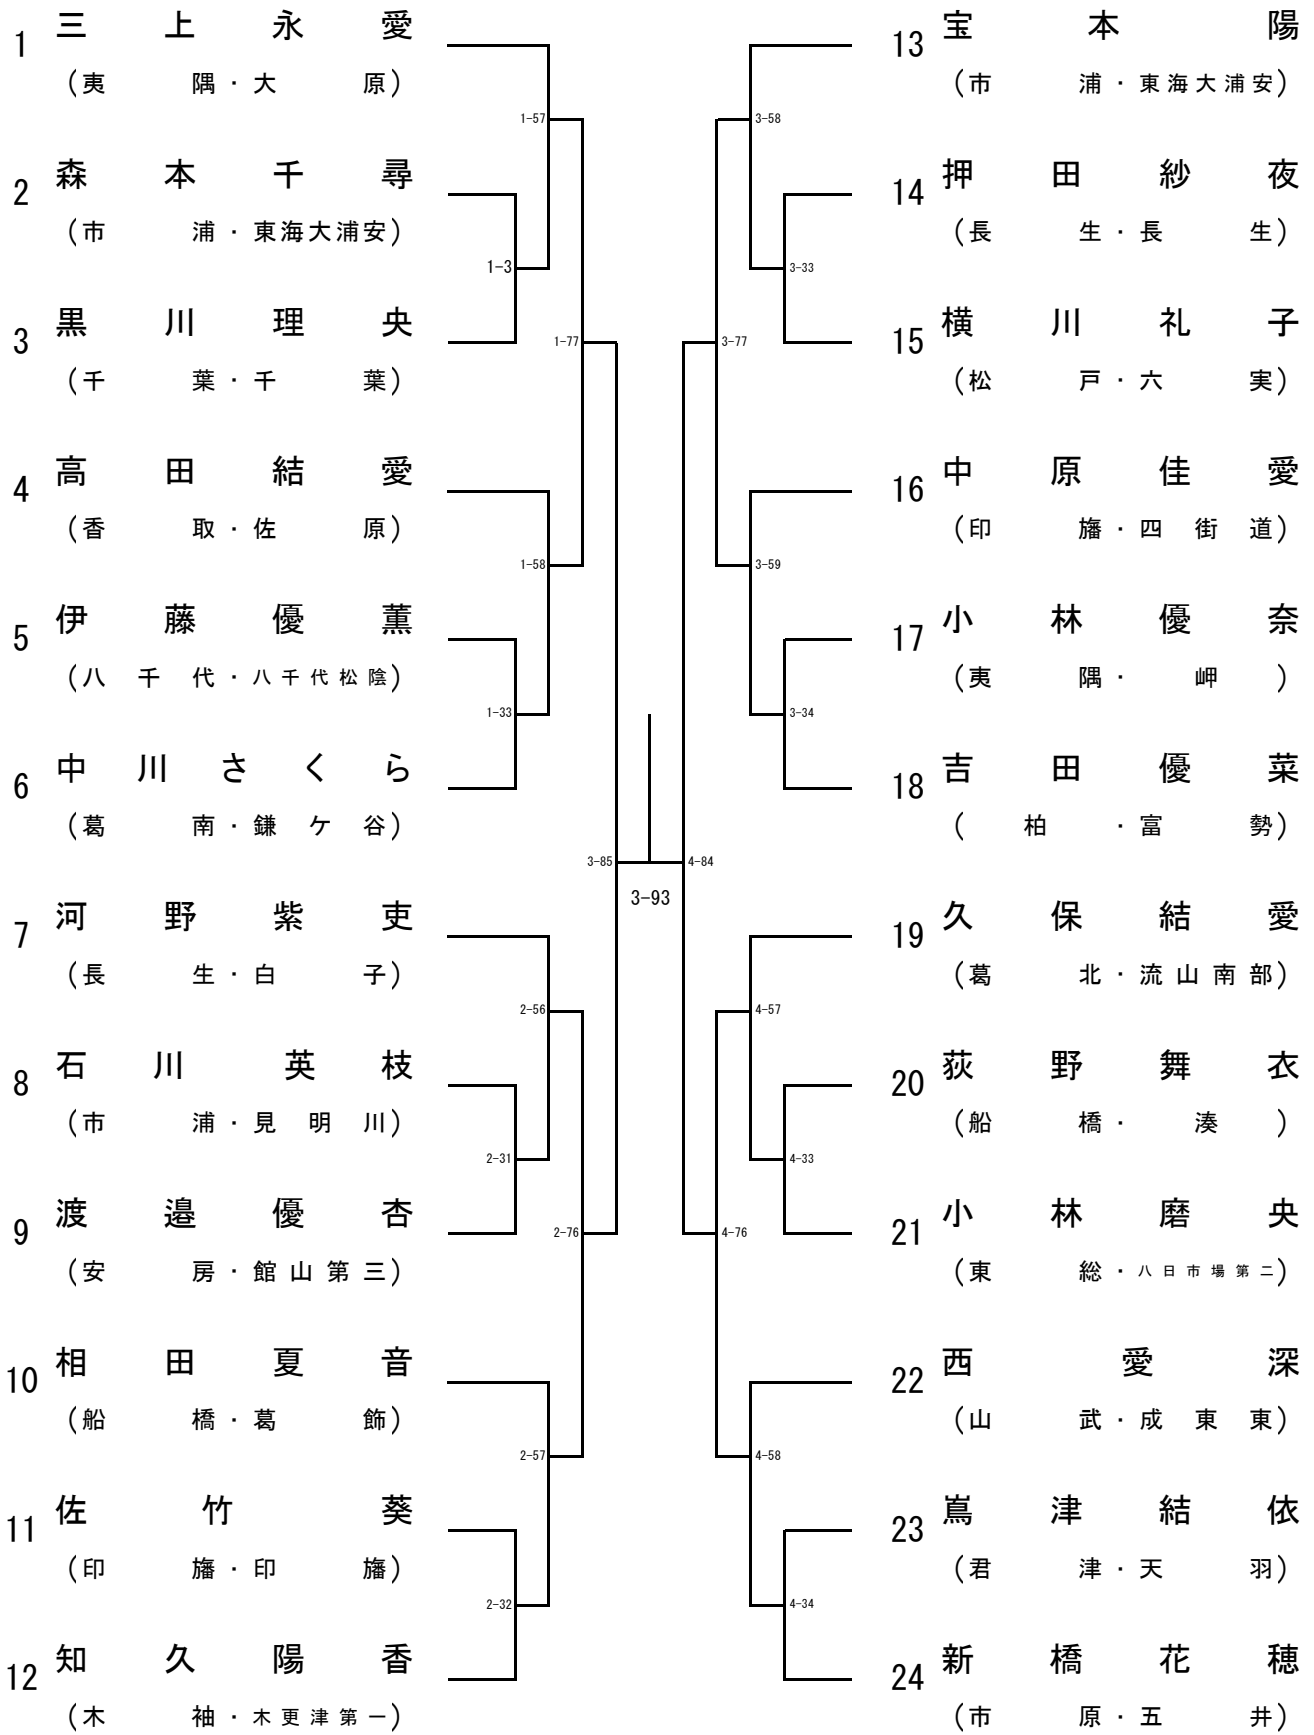 1 三上永愛
(夷隅・大原)
2 森本千尋
(市浦・東海大浦安)
3 黒川理央
(千葉・千葉)
4 高田結愛
(香取・佐原)
5 伊藤優薫
(八千代・八千代松陰)
6 中川さくら
(葛南・鎌ケ谷)
7 河野紫吏
(長生・白子)
8 石川英枝
(市浦・見明川)
9 渡邉優杏
(安房・館山第三)
10 相田夏音
(船橋・葛飾)
11 佐竹葵
(印旛・印旛)
12 知久陽香
(木袖・木更津第一)
1-57
1-3
1-77
1-58
1-33
3-85
2-56
2-31
2-76
2-57
2-32
3-93
3-58
3-33
3-77
3-59
3-34
4-84
4-57
4-33
4-76
4-58
4-34
13 宝本陽
(市浦・東海大浦安)
14 押田紗夜
(長生・長生)
15 横川礼子
(松戸・六実)
16 中原佳愛
(印旛・四街道)
17 小林優奈
(夷隅・岬)
18 吉田優菜
(柏・富勢)
19 久保結愛
(葛北・流山南部)
20 荻野舞衣
(船橋・湊)
21 小林磨央
(東総・八日市場第二)
22 西愛深
(山武・成東東)
23 嶌津結依
(君津・天羽)
24 新橋花穂
(市原・五井)